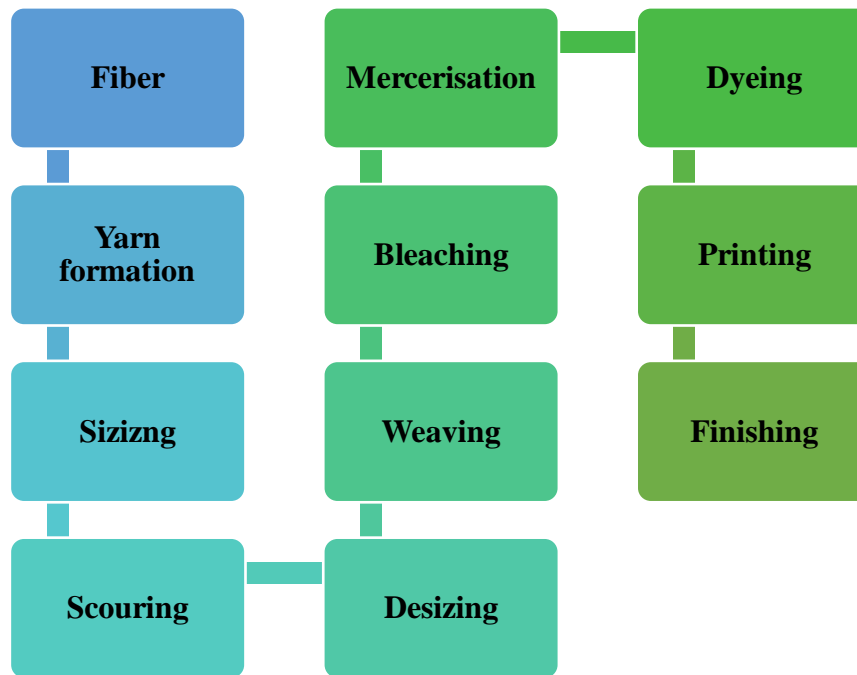 Fiber
Yarn
formation
Sizizng
Scouring
Desizing
Weaving
Bleaching
Mercerisation
Dyeing
Printing
Finishing